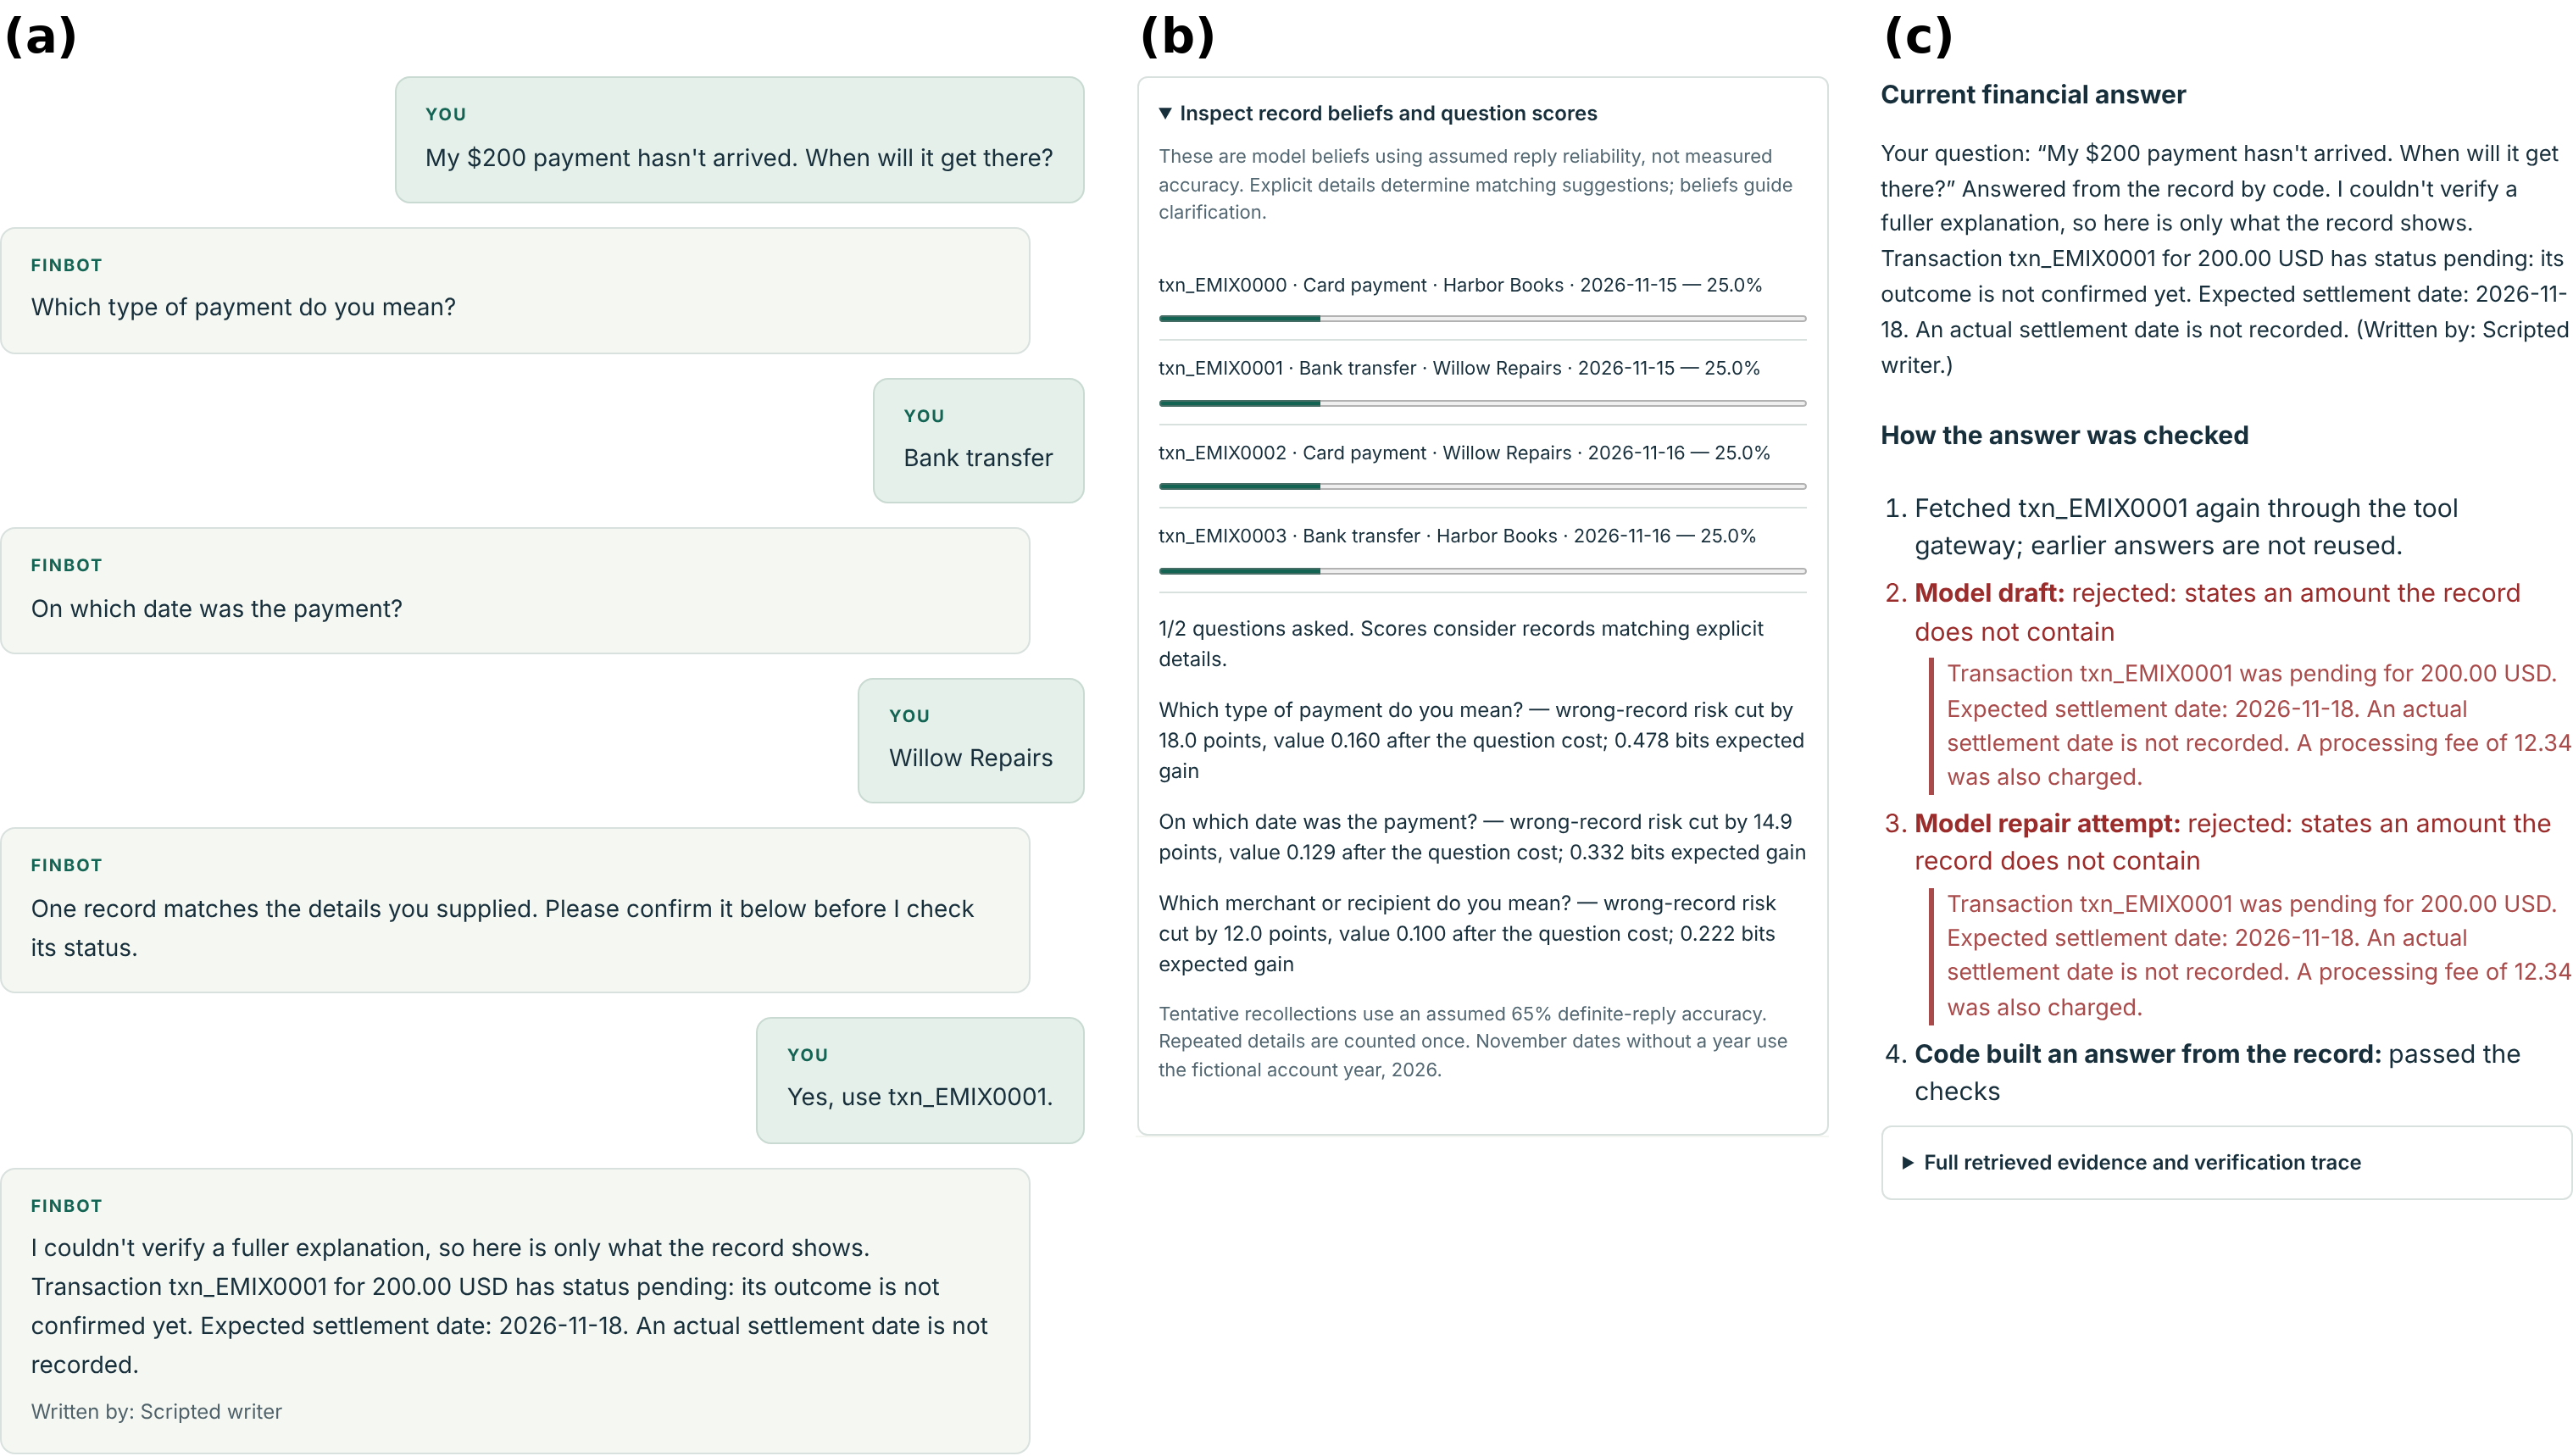 (a)
YOU
My $200 payment hasn't arrived. When will it get there?
FINBOT
Which type of payment do you mean?
YOU
Bank transfer
FINBOT
On which date was the payment?
YOU
Willow Repairs
FINBOT
One record matches the details you supplied. Please confirm it below before I check
its status.
YOU
Yes, use txn_EMIX0001.
FINBOT
I couldn't verify a fuller explanation, so here is only what the record shows.
Transaction txn_EMIX0001 for 200.00 USD has status pending: its outcome is not
confirmed yet. Expected settlement date: 2026-11-18. An actual settlement date is not
recorded.
Written by: Scripted writer
(b)
▼ Inspect record beliefs and question scores
These are model beliefs using assumed reply reliability, not measured
accuracy. Explicit details determine matching suggestions; beliefs guide
clarification.
txn_EMIX0000 · Card payment · Harbor Books · 2026-11-15 — 25.0%
txn_EMIX0001 · Bank transfer · Willow Repairs · 2026-11-15 — 25.0%
txn_EMIX0002 · Card payment · Willow Repairs · 2026-11-16 — 25.0%
txn_EMIX0003 · Bank transfer · Harbor Books · 2026-11-16 — 25.0%
1/2 questions asked. Scores consider records matching explicit
details.
Which type of payment do you mean? — wrong-record risk cut by
18.0 points, value 0.160 after the question cost; 0.478 bits expected
gain
On which date was the payment? — wrong-record risk cut by 14.9
points, value 0.129 after the question cost; 0.332 bits expected gain
Which merchant or recipient do you mean? — wrong-record risk
cut by 12.0 points, value 0.100 after the question cost; 0.222 bits
expected gain
Tentative recollections use an assumed 65% definite-reply accuracy.
Repeated details are counted once. November dates without a year use
the fictional account year, 2026.
(c)
Current financial answer
Your question: “My $200 payment hasn't arrived. When will it get
there?” Answered from the record by code. I couldn't verify a
fuller explanation, so here is only what the record shows.
Transaction txn_EMIX0001 for 200.00 USD has status pending: its
outcome is not confirmed yet. Expected settlement date: 2026-11-
18. An actual settlement date is not recorded. (Written by: Scripted
writer.)
How the answer was checked
1. Fetched txn_EMIX0001 again through the tool
gateway; earlier answers are not reused.
2. Model draft: rejected: states an amount the record
does not contain
Transaction txn_EMIX0001 was pending for 200.00 USD.
Expected settlement date: 2026-11-18. An actual
settlement date is not recorded. A processing fee of 12.34
was also charged.
3. Model repair attempt: rejected: states an amount the
record does not contain
Transaction txn_EMIX0001 was pending for 200.00 USD.
Expected settlement date: 2026-11-18. An actual
settlement date is not recorded. A processing fee of 12.34
was also charged.
4. Code built an answer from the record: passed the
checks
▶ Full retrieved evidence and verification trace